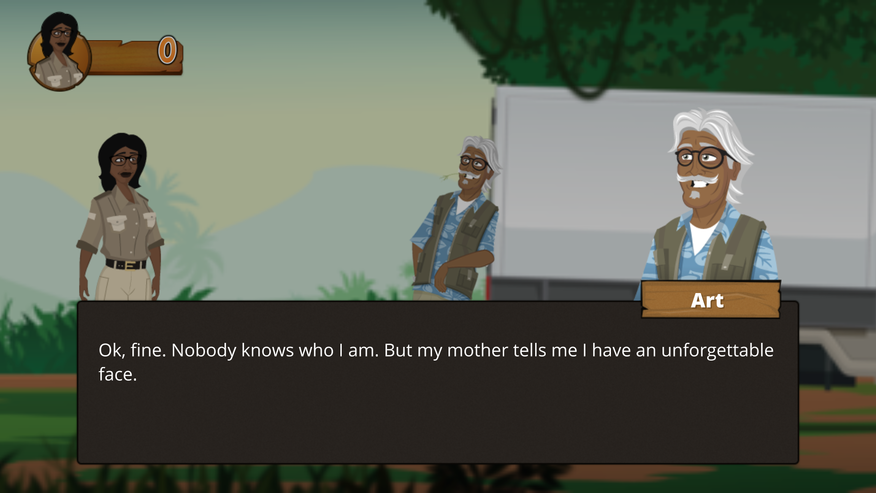 0
Art
Ok, fine. Nobody knows who I am. But my mother tells me I have an unforgettable
face.